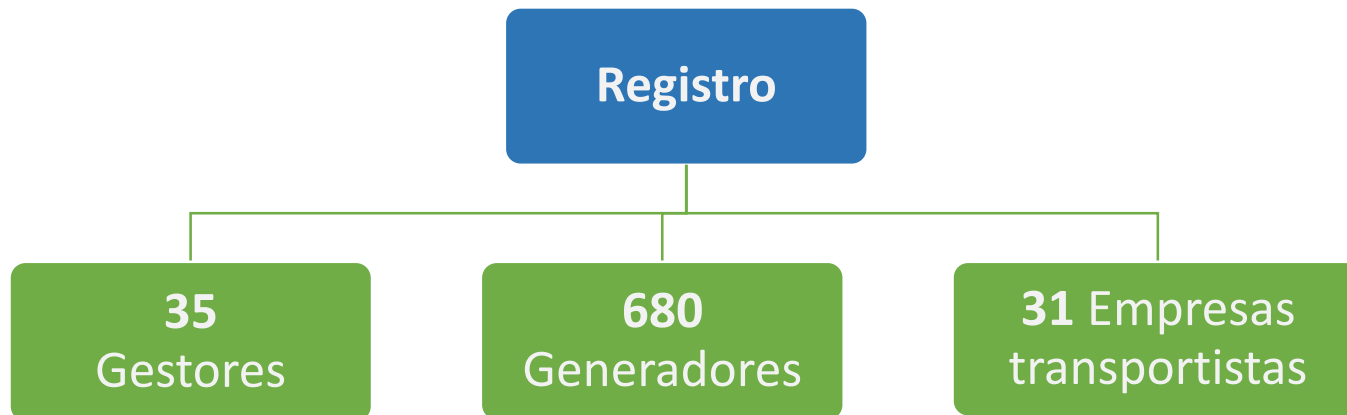 Registro
35
Gestores
680
Generadores
31 Empresas
transportistas